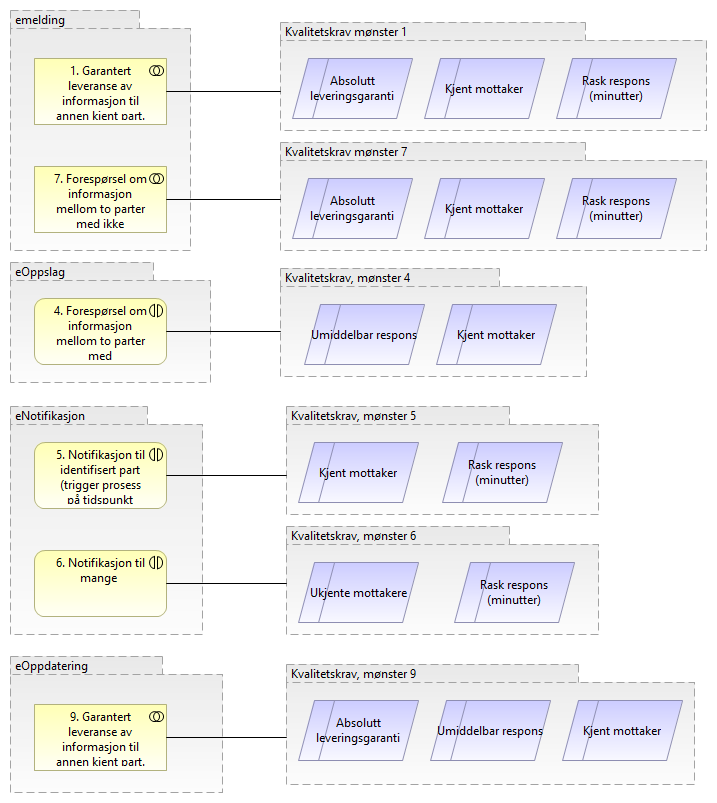 emelding
1. Garantert
leveranse av
informasjon til
annen kjent part.
7. Forespørsel om
informasjon
mellom to parter
med ikke
Kvalitetskrav mønster 1
Absolutt
leveringsgaranti
Kjent mottaker
Rask respons
(minutter)
Kvalitetskrav mønster 7
Absolutt
leveringsgaranti
Kjent mottaker
Rask respons
(minutter)
eOppslag
4. Forespørsel om
informasjon
mellom to parter
med
Kvalitetskrav, mønster 4
Umiddelbar respons
Kjent mottaker
eNotifikasjon
5. Notifikasjon til
identifisert part
(trigger prosess
på tidspunkt
6. Notifikasjon til
mange
Kvalitetskrav, mønster 5
Kjent mottaker
Rask respons
(minutter)
Kvalitetskrav, mønster 6
Ukjente mottakere
Rask respons
(minutter)
eOppdatering
9. Garantert
leveranse av
informasjon til
annen kjent part.
Kvalitetskrav, mønster 9
Absolutt
leveringsgaranti
Umiddelbar respons
Kjent mottaker